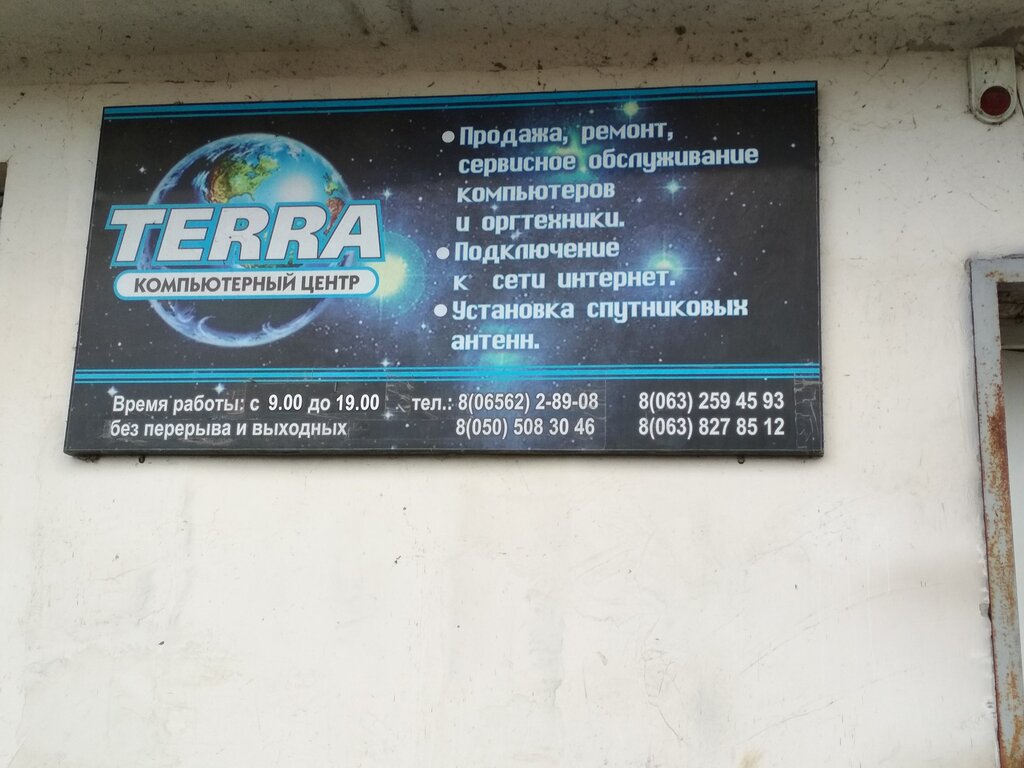 TERRA
КОМПЬЮТЕРНЫЙ ЦЕНТР
●Продажа, ремонт,
сервисное обслуживание
компьютеров
и оргтехники.
●Подключение
к сети интернет.
●Установка спутниковых
антенн.
Время работы: с 9.00 до 19.00
без перерыва и выходных
тел.: 8(06562) 2-89-08
8(050) 508 30 46
8(063) 259 45 93
8(063) 827 85 12